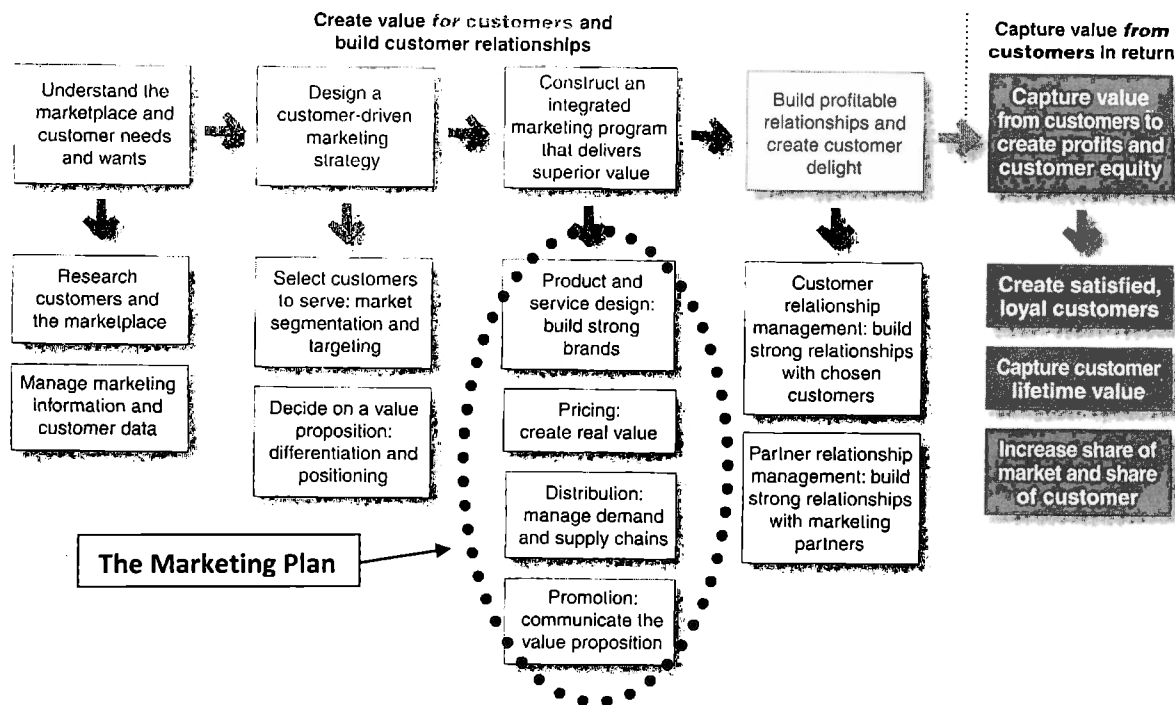 Create value for customers and
build customer relationships
Capture value from
customers in return
Understand the
marketplace and
customer needs
and wants
Design a
customer-driven
marketing
strategy
Construct an
integrated
marketing program
that delivers
superior value
Build profitable
relationships and
create customer
delight
Capture value
from customers to
create profits and
customer equity
Research
customers and
the marketplace
Manage marketing
information and
customer data
Select customers
to serve: market
segmentation and
targeting
Decide on a value
proposition:
differentiation and
positioning
Product and
service design:
build strong
brands
Pricing:
create real value
Distribution:
manage demand
and supply chains
Promotion:
communicate the
value proposition
Customer
relationship
management: build
strong relationships
with chosen
customers
Partner relationship
management: build
strong relationships
with marketing
partners
Create satisfied,
loyal customers
Capture customer
lifetime value
Increase share of
market and share
of customer
The Marketing Plan